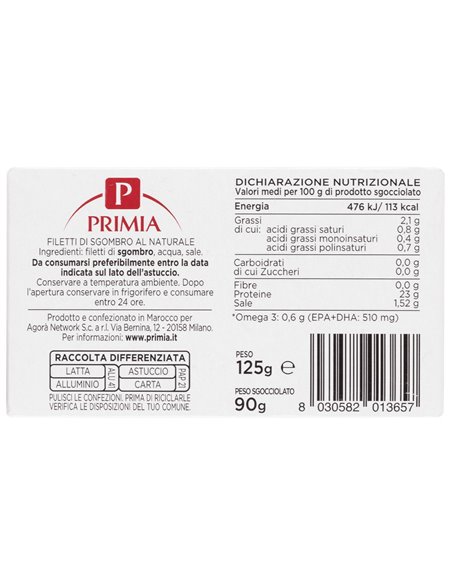 P
PRIMIA
FILETTI DI SGOMBRO AL NATURALE
Ingredienti: filetti di sgombro, acqua, sale.
Da consumarsi preferibilmente entro la data
indicata sul lato dell'astuccio.
Conservare a temperatura ambiente. Dopo
l'apertura conservare in frigorifero e consumare
entro 24 ore.
Prodotto e confezionato in Marocco per
Agorà Network S.c. a r.l. Via Bernina, 12 - 20158 Milano.
Per informazioni: www.primia.it
RACCOLTA DIFFERENZIATA
LATTA ALLUMINIO ALU 41 ASTUCCIO CARTA PAP 21
PULISCI LE CONFEZIONI, PRIMA DI RICICLARLE
VERIFICA LE DISPOSIZIONI DEL TUO COMUNE.
DICHIARAZIONE NUTRIZIONALE
Valori medi per 100 g di prodotto sgocciolato
Energia 476 kJ/ 113 kcal
Grassi 2,1 g
di cui: acidi grassi saturi 0,8 g
acidi grassi monoinsaturi 0,4 g
acidi grassi polinsaturi 0,7 g
Carboidrati 0,0 g
di cui Zuccheri 0,0 g
Fibre 0,0 g
Proteine 23 g
Sale 1,52 g
*Omega 3: 0,6 g (EPA+DHA: 510 mg)
PESO
125g ℮
PESO SGOCCIOLATO
90g
8 030582 013657